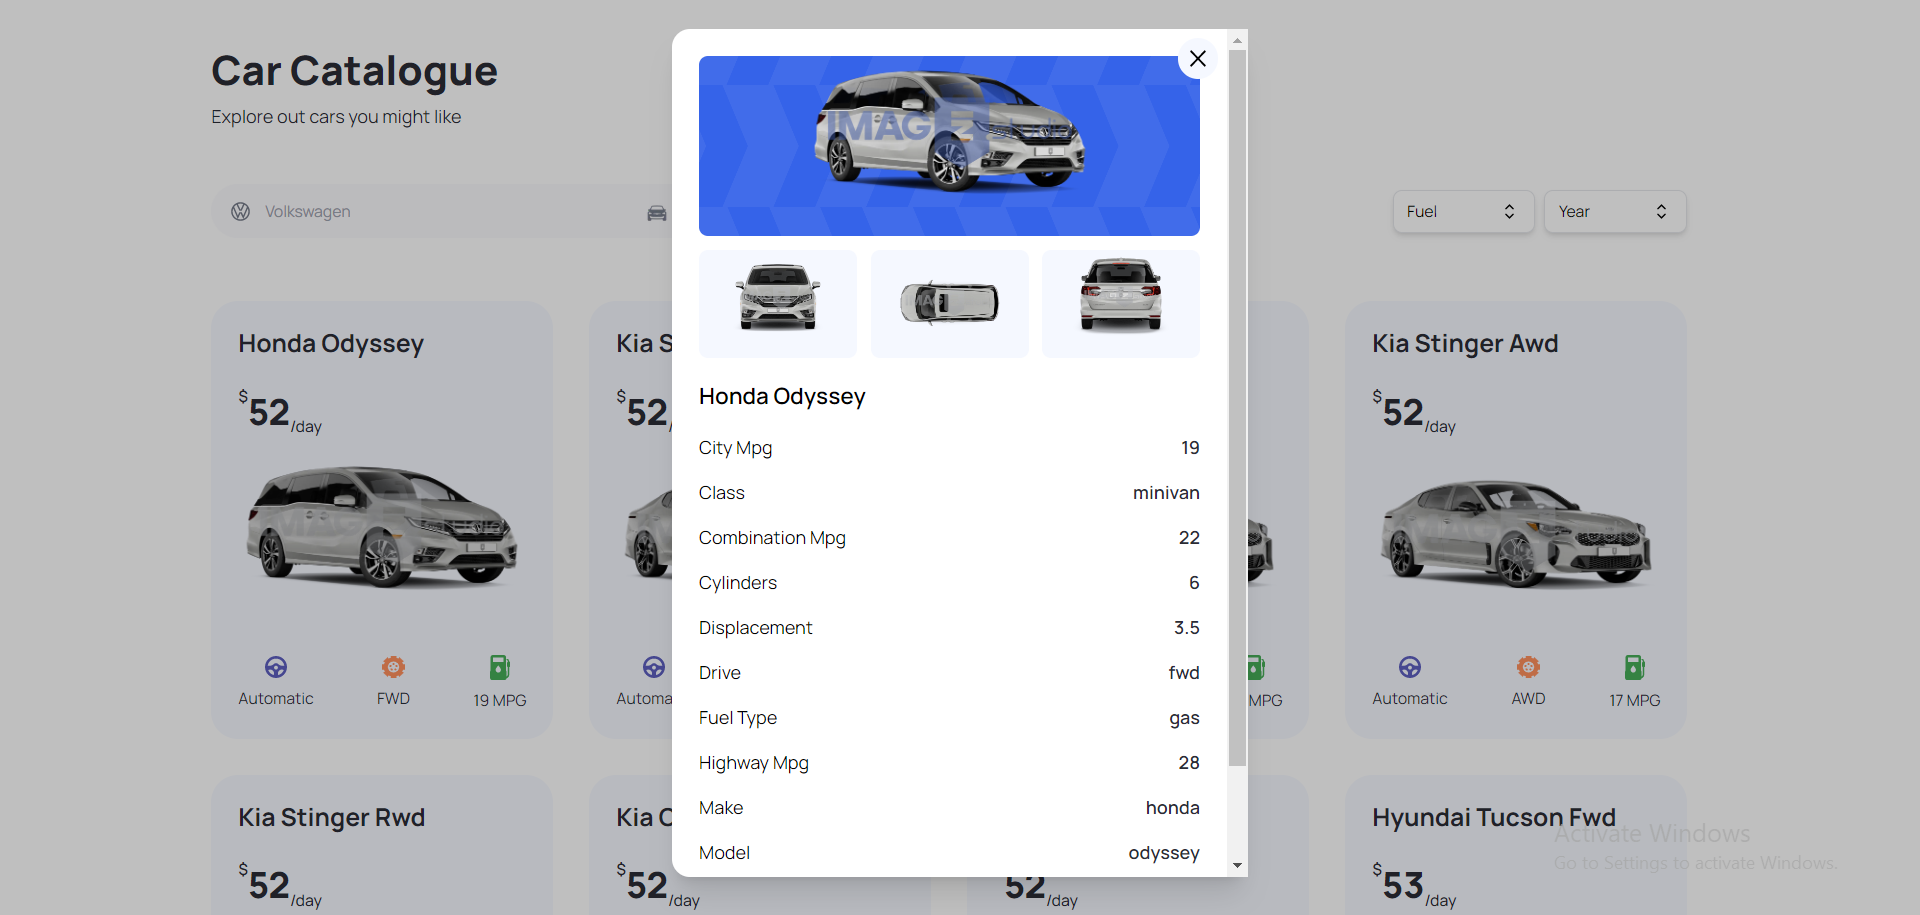 Car Catalogue
Explore out cars you might like
Volkswagen
Fuel
Year
Honda Odyssey
$52/day
Automatic
FWD
19 MPG
Kia S
$52/
Automa
MPG
Kia Stinger Awd
$52/day
Automatic
AWD
17 MPG
Kia Stinger Rwd
$52/day
Kia C
$52/day
52/day
Hyundai Tucson Fwd
$53/day
IMAG
Honda Odyssey
City Mpg 19
Class minivan
Combination Mpg 22
Cylinders 6
Displacement 3.5
Drive fwd
Fuel Type gas
Highway Mpg 28
Make honda
Model odyssey
Activate Windows
Go to Settings to activate Windows.